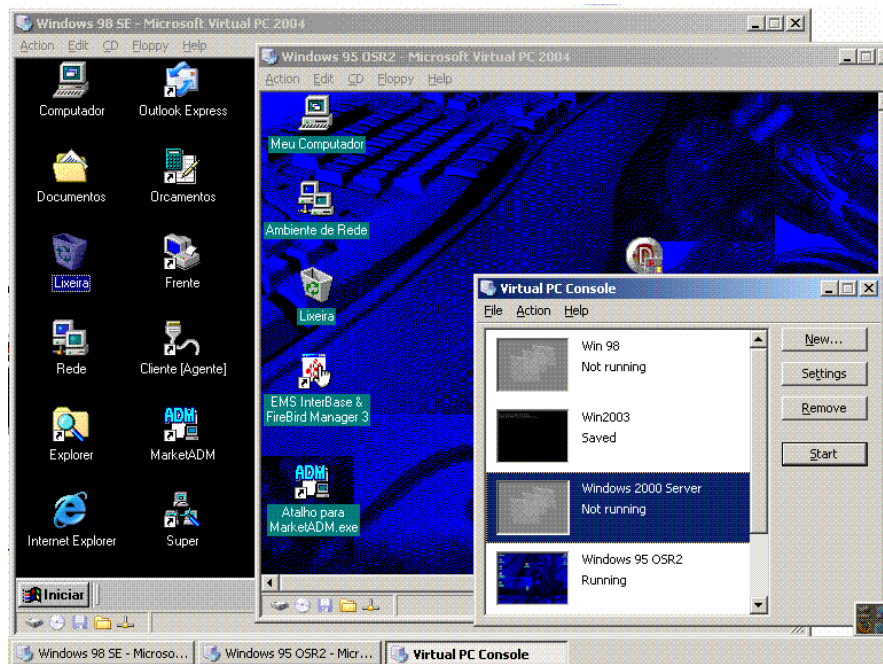 Windows 98 SE - Microsoft Virtual PC 2004
Action Edit CD Floppy Help
Computador
Outlook Express
Documentos
Orcamentos
Lixeira
Frente
Rede
Cliente [Agente]
Explorer
MarketADM
Internet Explorer
Super
Iniciar
Windows 95 OSR2 - Microsoft Virtual PC 2004
Action Edit CD Floppy Help
Meu Computador
Ambiente de Rede
Lixeira
EMS InterBase &
FireBird Manager 3
Atalho para
MarketADM.exe
Virtual PC Console
File Action Help
Win 98
Not running
Win2003
Saved
Windows 2000 Server
Not running
Windows 95 OSR2
Running
New...
Settings
Remove
Start
Windows 98 SE - Microso...
Windows 95 OSR2 - Micr...
Virtual PC Console